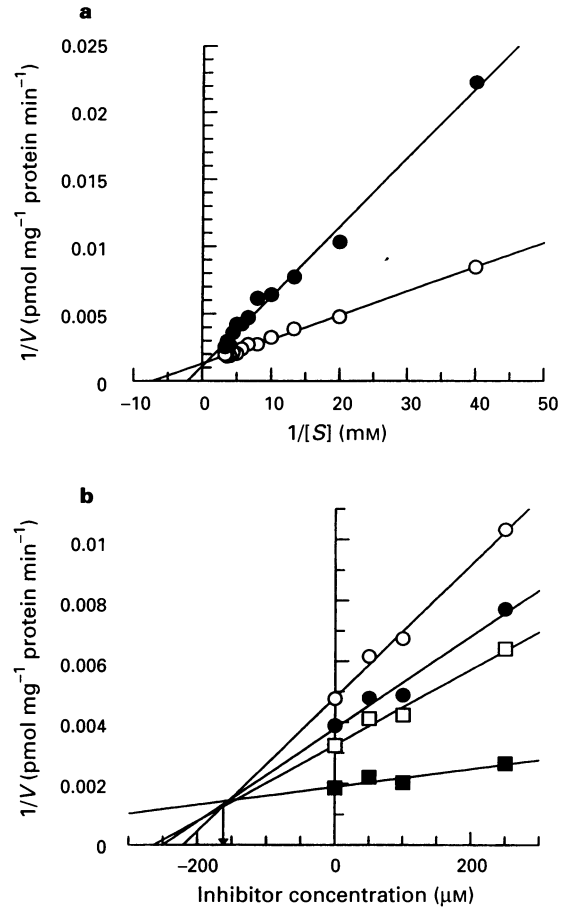 a
0.025
0.02
0.015
0.01
0.005
0
1/V (pmol mg⁻¹ protein min⁻¹)
−10 0 10 20 30 40 50
1/[S] (mM)
b
0.01
0.008
0.006
0.004
0.002
0
1/V (pmol mg⁻¹ protein min⁻¹)
−200 0 200
Inhibitor concentration (μM)